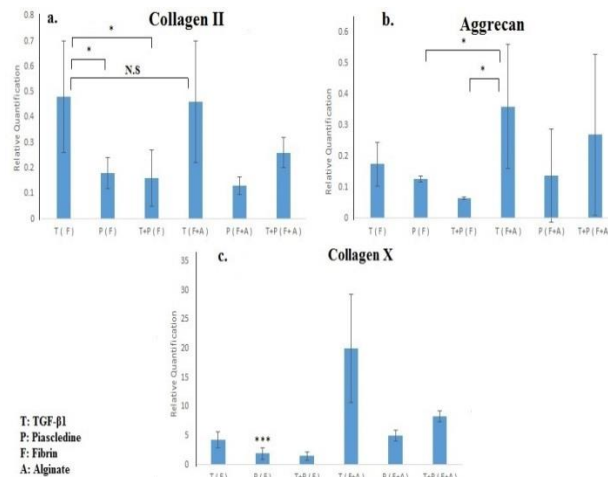 a.
Collagen II
Relative Quantification
0.8
0.7
0.6
0.5
0.4
0.3
0.2
0.1
0
*
*
N.S
T ( F) P ( F) T+P ( F) T (F+A) P (F+A) T+P ( F+ A)
b.
Aggrecan
Relative Quantification
0.6
0.5
0.4
0.3
0.2
0.1
0
*
*
T (F) P (F) T+P (F) T (F+A) P (F+A) T+P (F+A)
c.
Collagen X
Relative Quantification
35
30
25
20
15
10
5
0
***
T ( F) P ( F) T+P ( F) T (F+A) P (F+A) T+P (F+A)
T: TGF-β1
P: Piascledine
F: Fibrin
A: Alginate